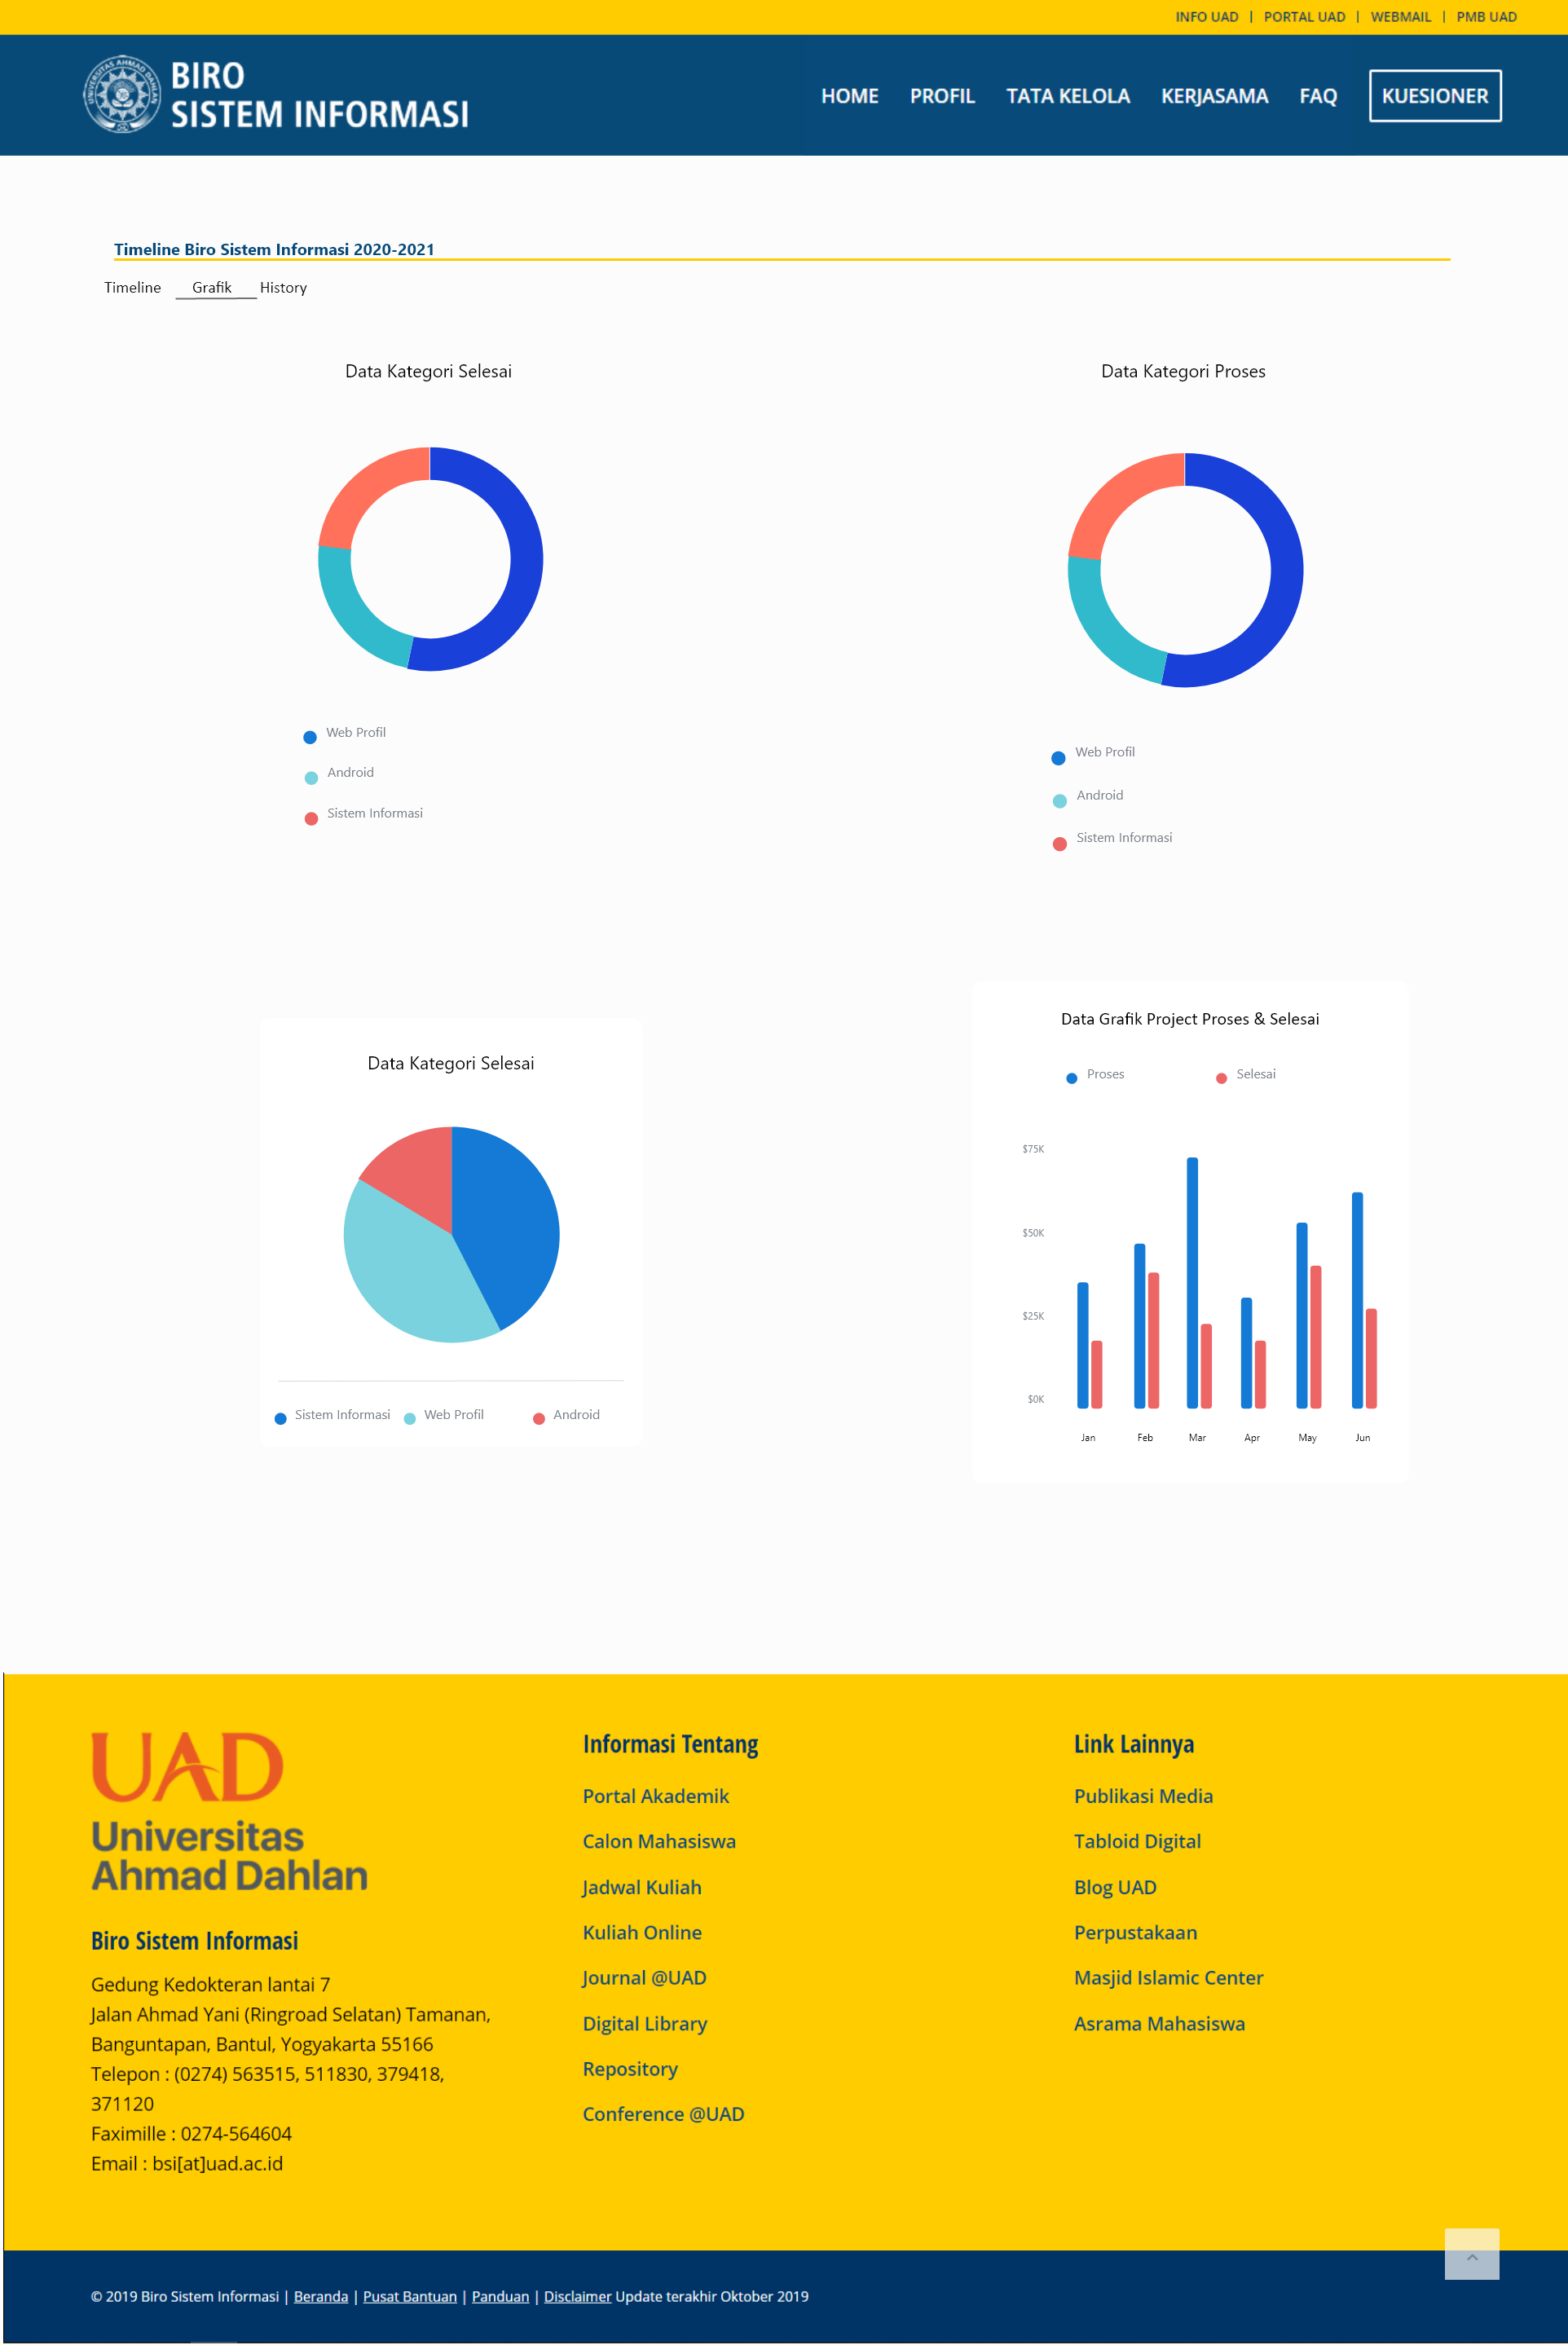 INFO UAD | PORTAL UAD | WEBMAIL | PMB UAD
UNIVERSITAS AHMAD DAHLAN
BIRO
SISTEM INFORMASI
HOME PROFIL TATA KELOLA KERJASAMA FAQ KUESIONER
Timeline Biro Sistem Informasi 2020-2021
Timeline Grafik History
Data Kategori Selesai
Web Profil
Android
Sistem Informasi
Data Kategori Proses
Web Profil
Android
Sistem Informasi
Data Kategori Selesai
Sistem Informasi Web Profil Android
Data Grafik Project Proses & Selesai
Proses Selesai
$75K
$50K
$25K
$0K
Jan Feb Mar Apr May Jun
UAD
Universitas
Ahmad Dahlan
Biro Sistem Informasi
Gedung Kedokteran lantai 7
Jalan Ahmad Yani (Ringroad Selatan) Tamanan,
Banguntapan, Bantul, Yogyakarta 55166
Telepon : (0274) 563515, 511830, 379418,
371120
Faximille : 0274-564604
Email : bsi[at]uad.ac.id
Informasi Tentang
Portal Akademik
Calon Mahasiswa
Jadwal Kuliah
Kuliah Online
Journal @UAD
Digital Library
Repository
Conference @UAD
Link Lainnya
Publikasi Media
Tabloid Digital
Blog UAD
Perpustakaan
Masjid Islamic Center
Asrama Mahasiswa
© 2019 Biro Sistem Informasi | Beranda | Pusat Bantuan | Panduan | Disclaimer Update terakhir Oktober 2019